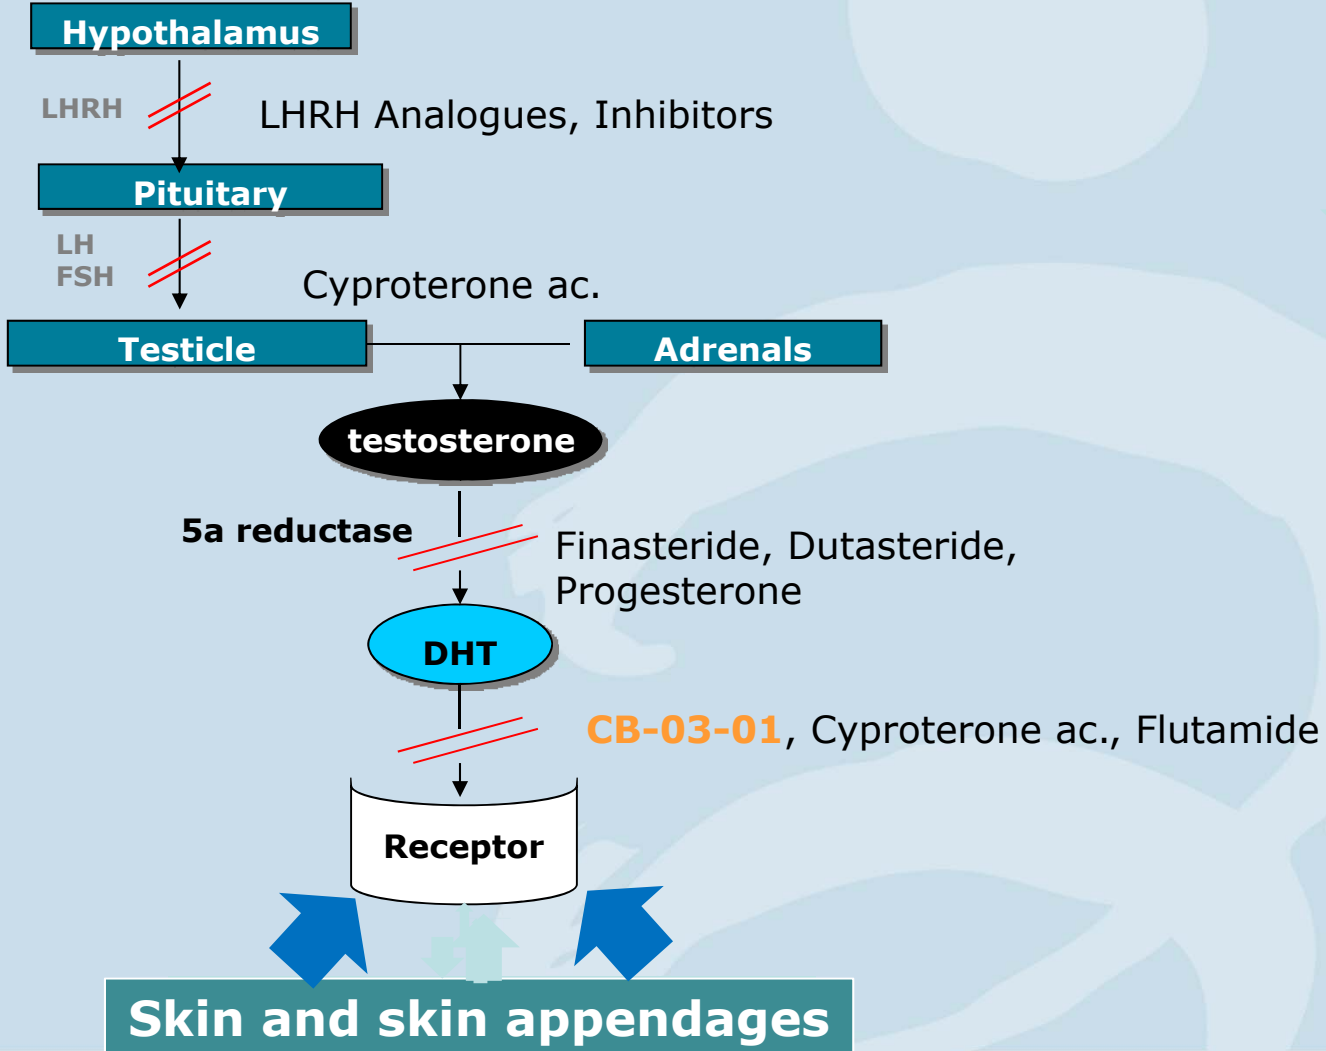 Hypothalamus
LHRH
LHRH Analogues, Inhibitors
Pituitary
LH
FSH
Cyproterone ac.
Testicle
Adrenals
testosterone
5a reductase
Finasteride, Dutasteride,
Progesterone
DHT
CB-03-01, Cyproterone ac., Flutamide
Receptor
Skin and skin appendages